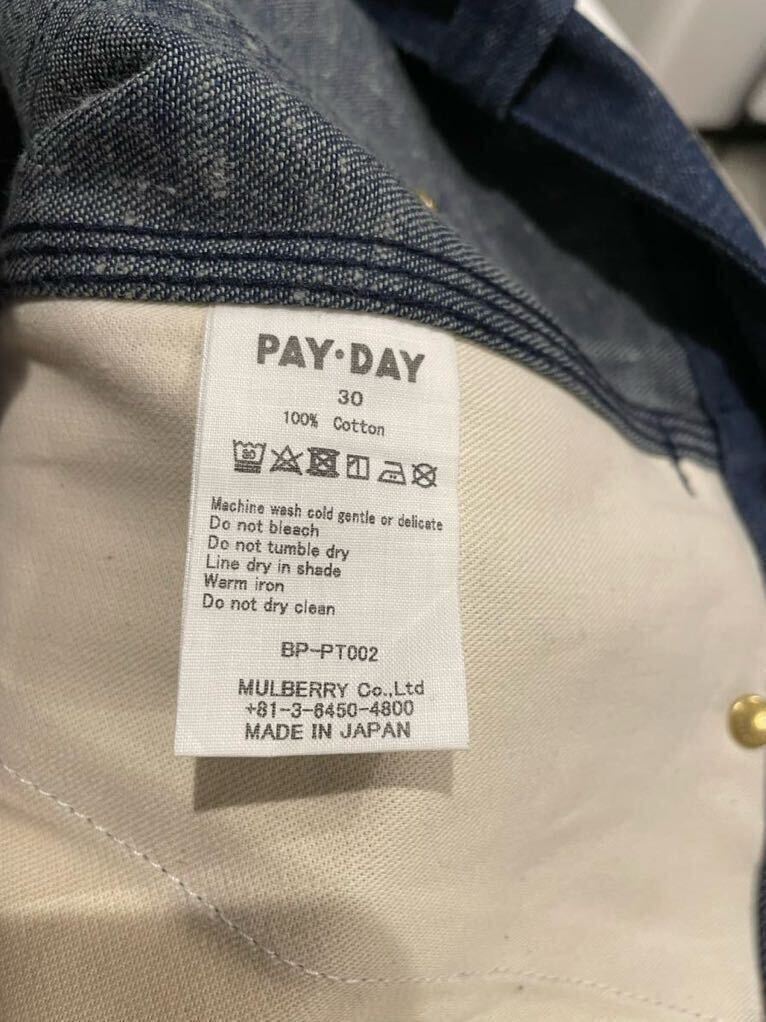 PAY·DAY
30
100% Cotton
30
Machine wash cold gentle or delicate
Do not bleach
Do not tumble dry
Line dry in shade
Warm iron
Do not dry clean
BP-PT002
MULBERRY Co.,Ltd
+81-3-6450-4800
MADE IN JAPAN